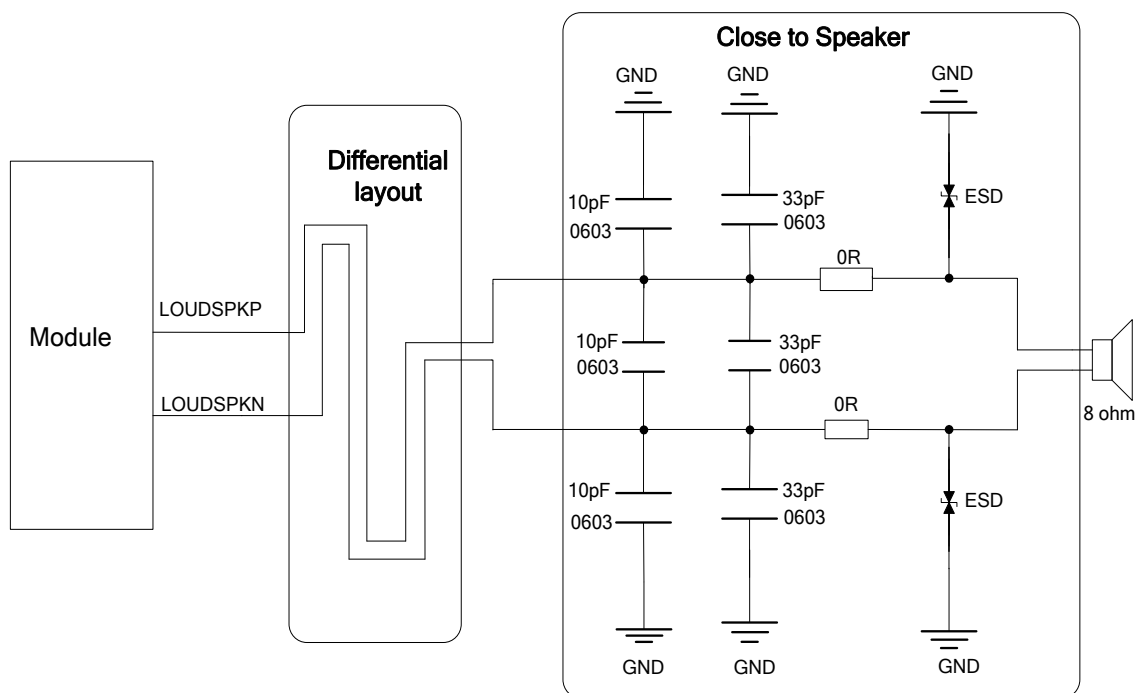 Close to Speaker
GND
GND
GND
Differential
layout
10pF
0603
33pF
0603
ESD
0R
LOUDSPKP
Module
10pF
0603
33pF
0603
LOUDSPKN
0R
8 ohm
10pF
0603
33pF
0603
ESD
GND
GND
GND